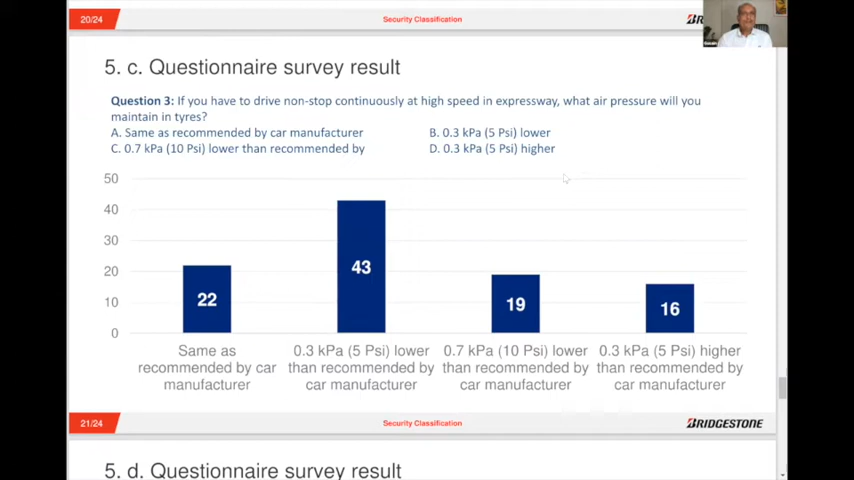 20/24
Security Classification
5. c. Questionnaire survey result
Question 3: If you have to drive non-stop continuously at high speed in expressway, what air pressure will you
maintain in tyres?
A. Same as recommended by car manufacturer B. 0.3 kPa (5 Psi) lower
C. 0.7 kPa (10 Psi) lower than recommended by D. 0.3 kPa (5 Psi) higher
50
40
30
20
10
0
22
43
19
16
Same as recommended by car manufacturer
0.3 kPa (5 Psi) lower than recommended by car manufacturer
0.7 kPa (10 Psi) lower than recommended by car manufacturer
0.3 kPa (5 Psi) higher than recommended by car manufacturer
21/24
Security Classification
BRIDGESTONE
5. d. Questionnaire survey result